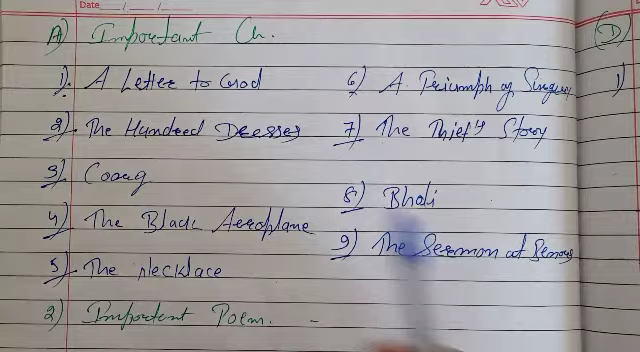 Date
A) Important Ch.
1). A Letter to God
2). The Hundred Dresses
3) Coorg
4) The Black Aeroplane
5). The Necklace
6) A Triumph of Surgery
7) The Thief's Story
8) Bholi
9) The Sermon at Benares
2) Important Poem. -
(D)
1)